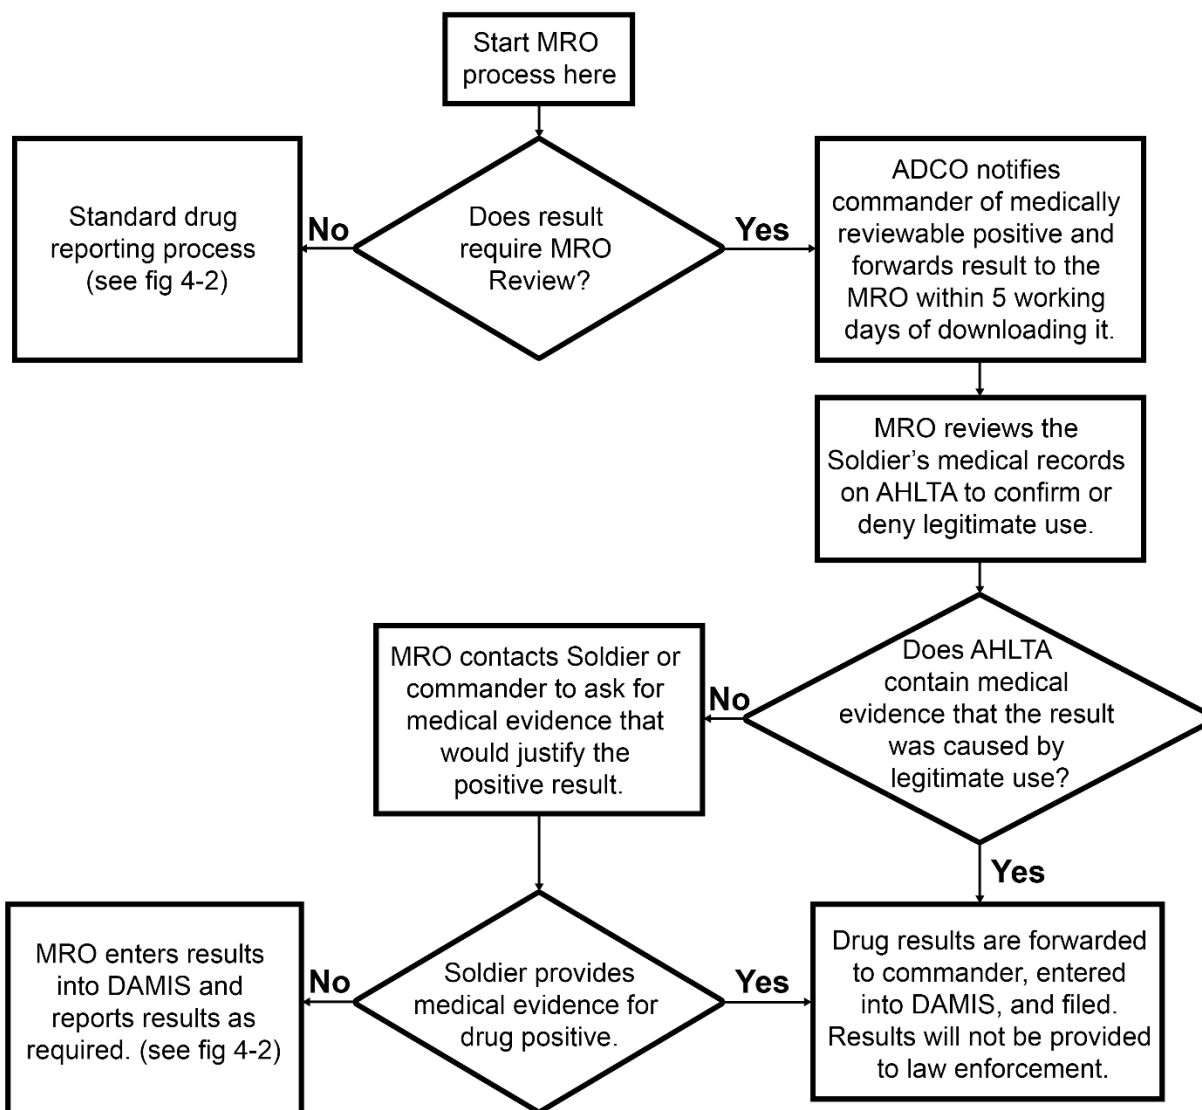 Start MRO
process here
Does result
require MRO
Review?
No
Yes
Standard drug
reporting process
(see fig 4-2)
ADCO notifies
commander of medically
reviewable positive and
forwards result to the
MRO within 5 working
days of downloading it.
MRO reviews the
Soldier’s medical records
on AHLTA to confirm or
deny legitimate use.
Does AHLTA
contain medical
evidence that the result
was caused by
legitimate use?
No
Yes
MRO contacts Soldier or
commander to ask for
medical evidence that
would justify the
positive result.
Soldier provides
medical evidence for
drug positive.
No
Yes
MRO enters results
into DAMIS and
reports results as
required. (see fig 4-2)
Drug results are forwarded
to commander, entered
into DAMIS, and filed.
Results will not be provided
to law enforcement.